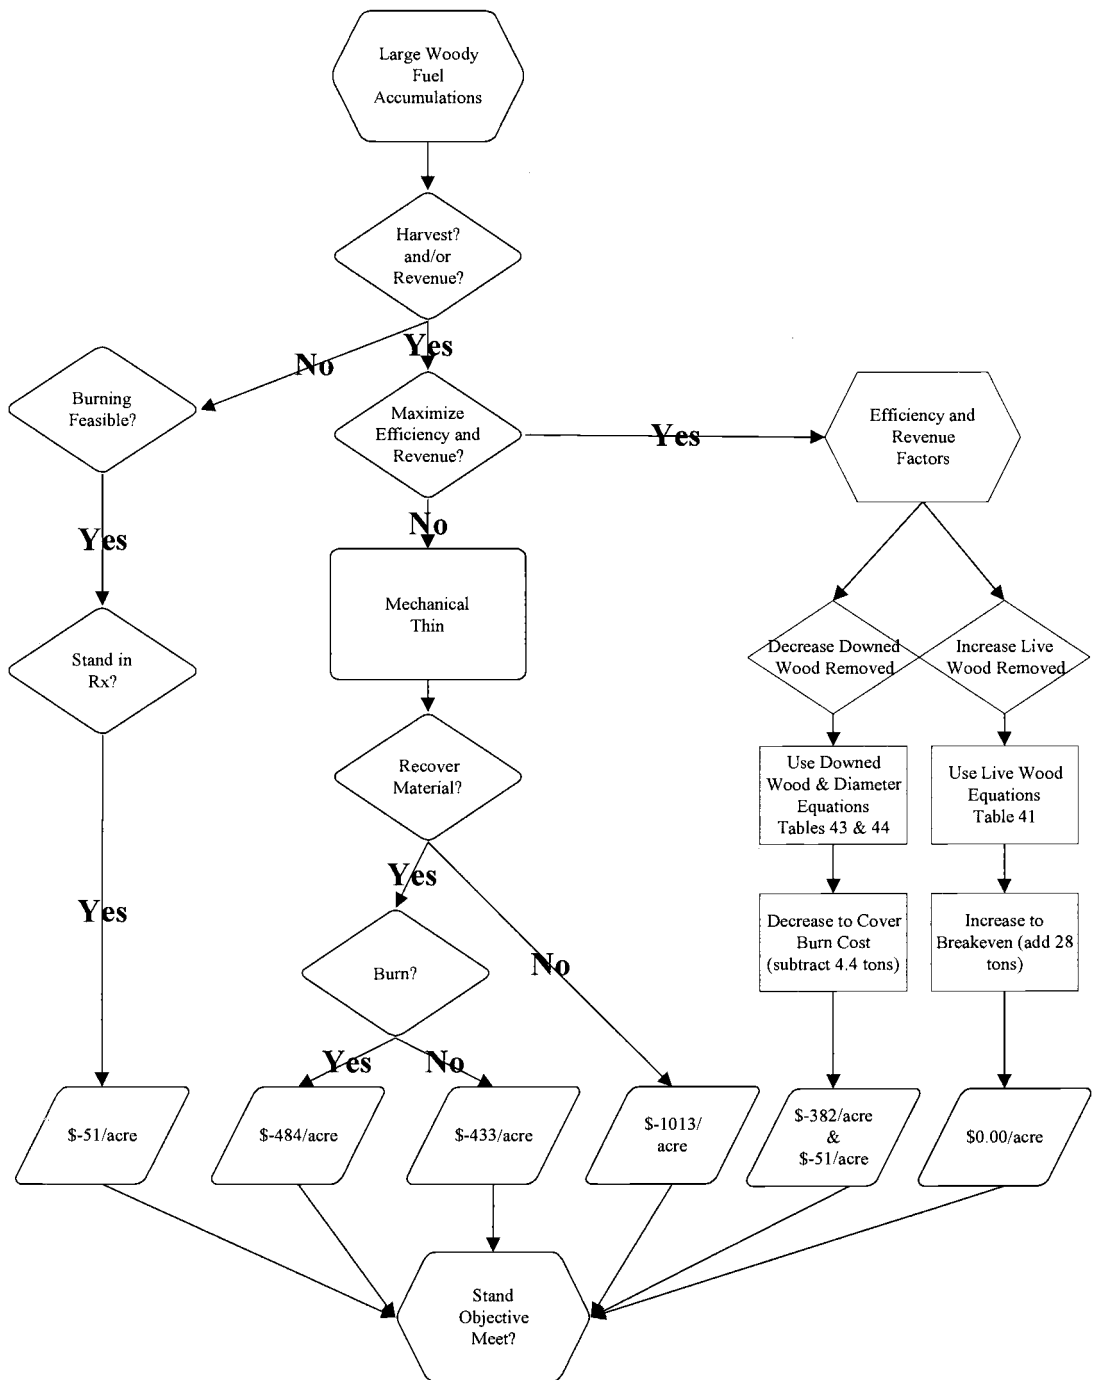 Large Woody
Fuel
Accumulations
Harvest?
and/or
Revenue?
No
Yes
Burning
Feasible?
Maximize
Efficiency and
Revenue?
Yes
Efficiency and
Revenue
Factors
Yes
No
Mechanical
Thin
Stand in
Rx?
Decrease Downed
Wood Removed
Increase Live
Wood Removed
Recover
Material?
Use Downed
Wood & Diameter
Equations
Tables 43 & 44
Use Live Wood
Equations
Table 41
Yes
Yes
No
Burn?
Decrease to Cover
Burn Cost
(subtract 4.4 tons)
Increase to
Breakeven (add 28
tons)
Yes
No
$-51/acre
$-484/acre
$-433/acre
$-1013/
acre
$-382/acre
&
$-51/acre
$0.00/acre
Stand
Objective
Meet?